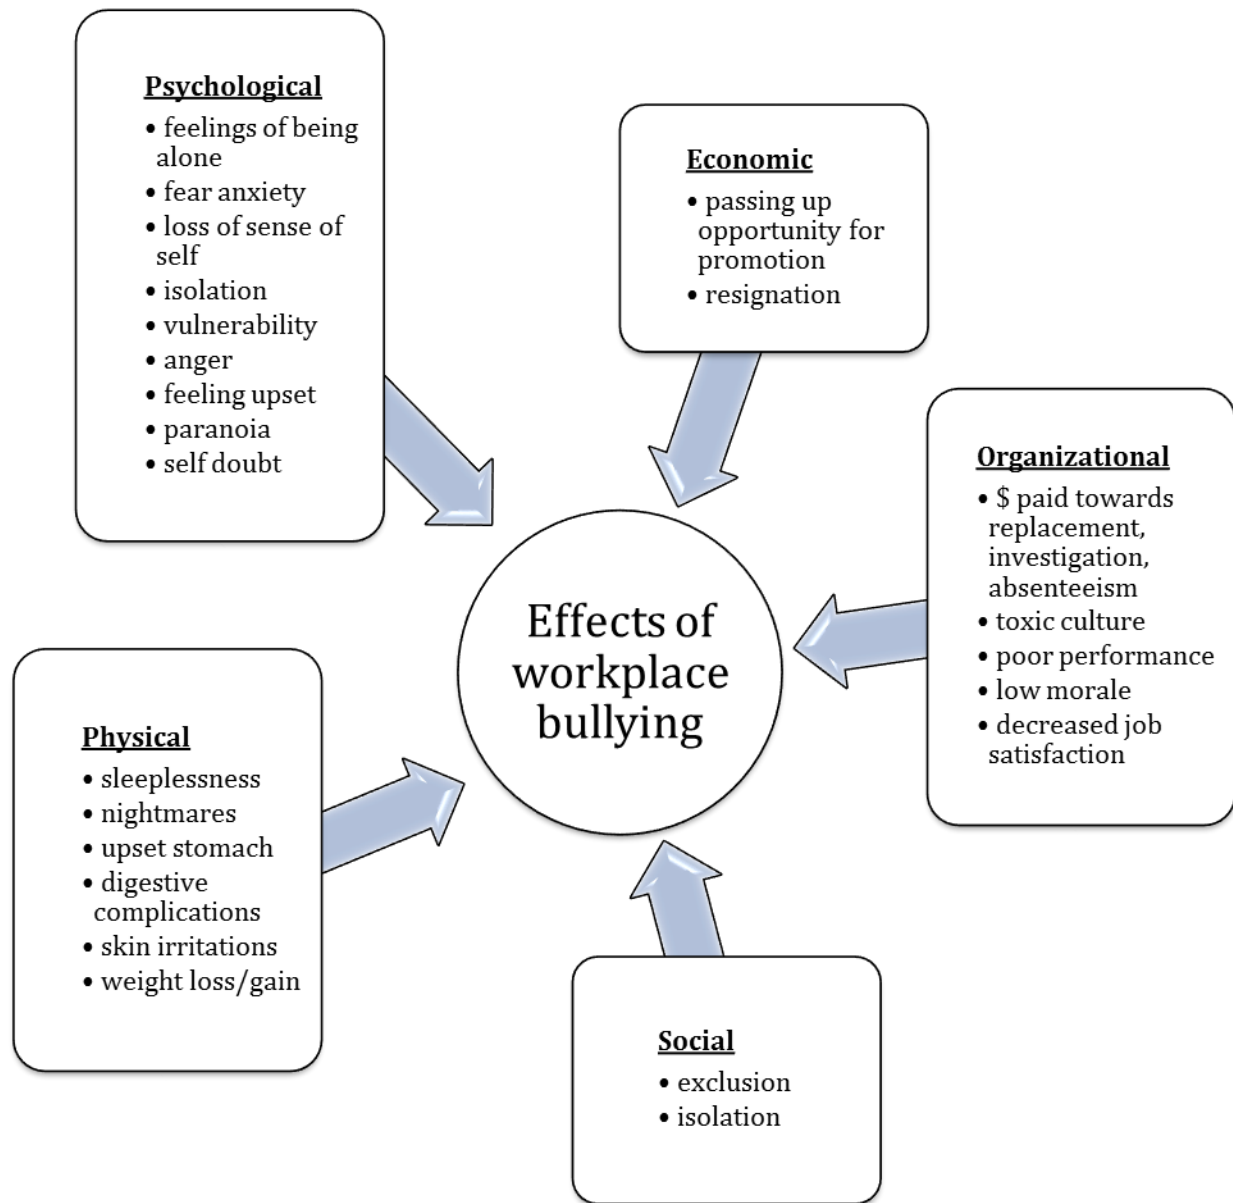 Psychological
• feelings of being
alone
• fear anxiety
• loss of sense of
self
• isolation
• vulnerability
• anger
• feeling upset
• paranoia
• self doubt
Economic
• passing up
opportunity for
promotion
• resignation
Organizational
• $ paid towards
replacement,
investigation,
absenteeism
• toxic culture
• poor performance
• low morale
• decreased job
satisfaction
Effects of
workplace
bullying
Physical
• sleeplessness
• nightmares
• upset stomach
• digestive
complications
• skin irritations
• weight loss/gain
Social
• exclusion
• isolation